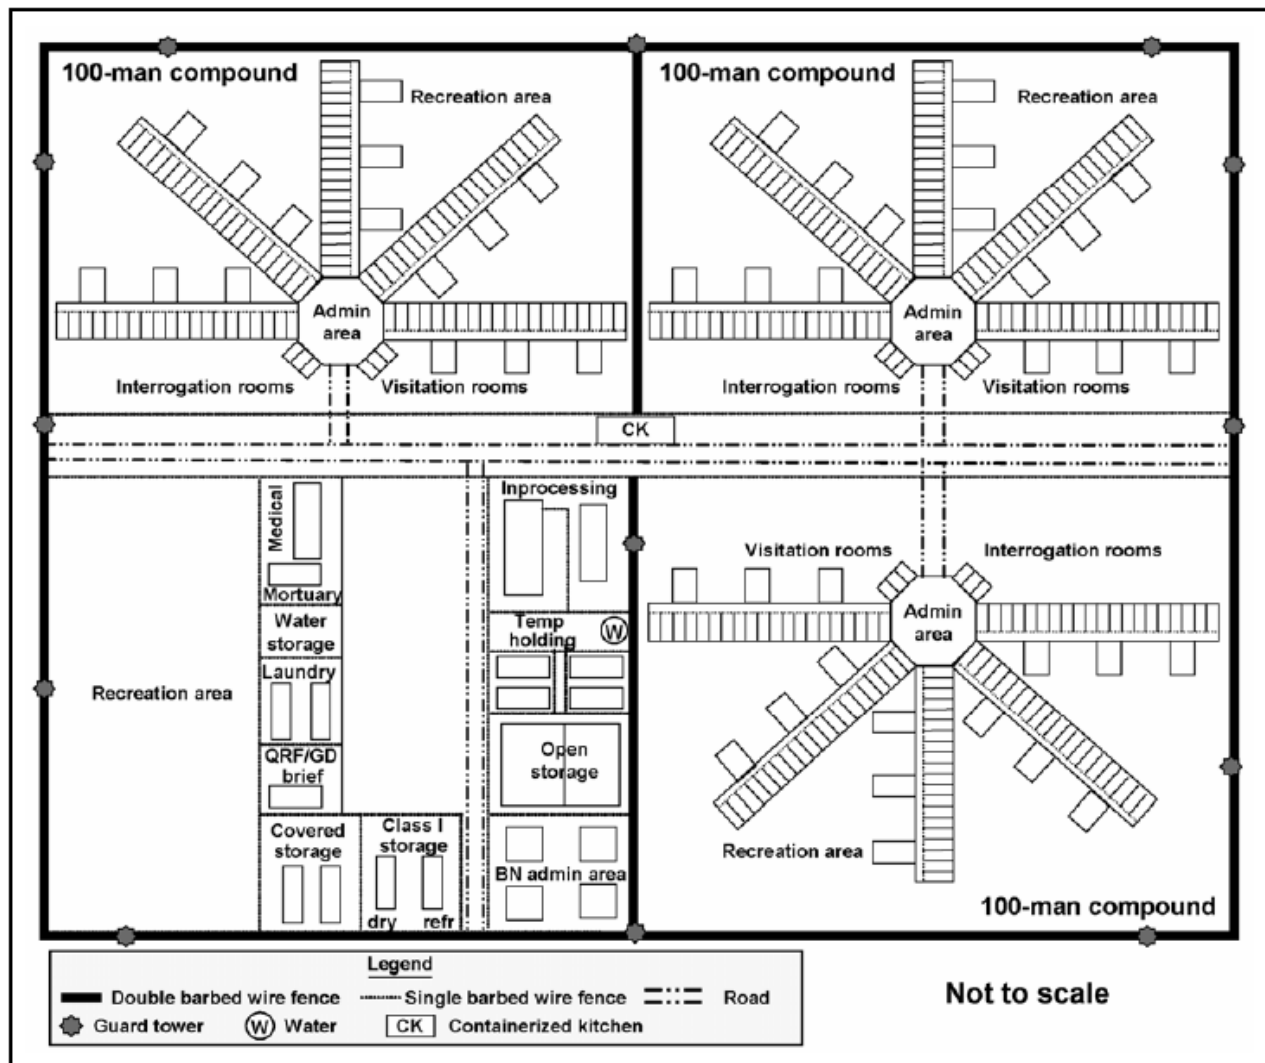 100-man compound
Recreation area
Admin
area
Interrogation rooms
Visitation rooms
100-man compound
Recreation area
Admin
area
Interrogation rooms
Visitation rooms
CK
Recreation area
Medical
Mortuary
Water
storage
Laundry
QRF/GD
brief
Covered
storage
Class I
storage
dry
refr
Inprocessing
Temp
holding
W
Open
storage
BN admin area
Visitation rooms
Interrogation rooms
Admin
area
Recreation area
100-man compound
Legend
Double barbed wire fence
Single barbed wire fence
Road
Guard tower
W
Water
CK
Containerized kitchen
Not to scale